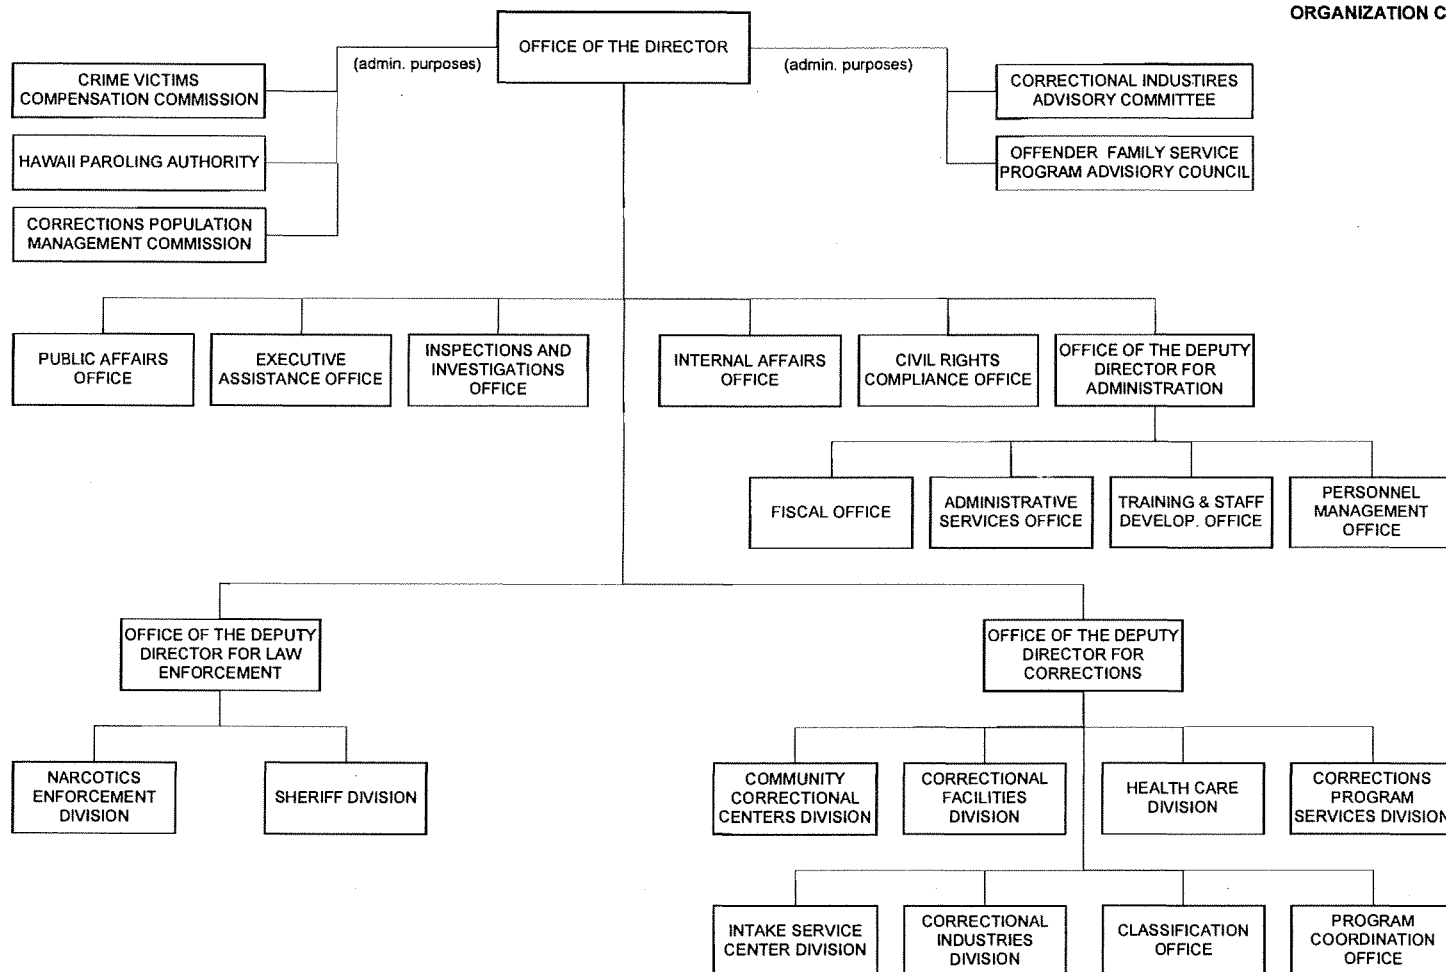 ORGANIZATION C
OFFICE OF THE DIRECTOR
(admin. purposes)
(admin. purposes)
CRIME VICTIMS
COMPENSATION COMMISSION
HAWAII PAROLING AUTHORITY
CORRECTIONS POPULATION
MANAGEMENT COMMISSION
CORRECTIONAL INDUSTIRES
ADVISORY COMMITTEE
OFFENDER FAMILY SERVICE
PROGRAM ADVISORY COUNCIL
PUBLIC AFFAIRS
OFFICE
EXECUTIVE
ASSISTANCE OFFICE
INSPECTIONS AND
INVESTIGATIONS
OFFICE
INTERNAL AFFAIRS
OFFICE
CIVIL RIGHTS
COMPLIANCE OFFICE
OFFICE OF THE DEPUTY
DIRECTOR FOR
ADMINISTRATION
FISCAL OFFICE
ADMINISTRATIVE
SERVICES OFFICE
TRAINING & STAFF
DEVELOP. OFFICE
PERSONNEL
MANAGEMENT
OFFICE
OFFICE OF THE DEPUTY
DIRECTOR FOR LAW
ENFORCEMENT
OFFICE OF THE DEPUTY
DIRECTOR FOR
CORRECTIONS
NARCOTICS
ENFORCEMENT
DIVISION
SHERIFF DIVISION
COMMUNITY
CORRECTIONAL
CENTERS DIVISION
CORRECTIONAL
FACILITIES
DIVISION
HEALTH CARE
DIVISION
CORRECTIONS
PROGRAM
SERVICES DIVISION
INTAKE SERVICE
CENTER DIVISION
CORRECTIONAL
INDUSTRIES
DIVISION
CLASSIFICATION
OFFICE
PROGRAM
COORDINATION
OFFICE